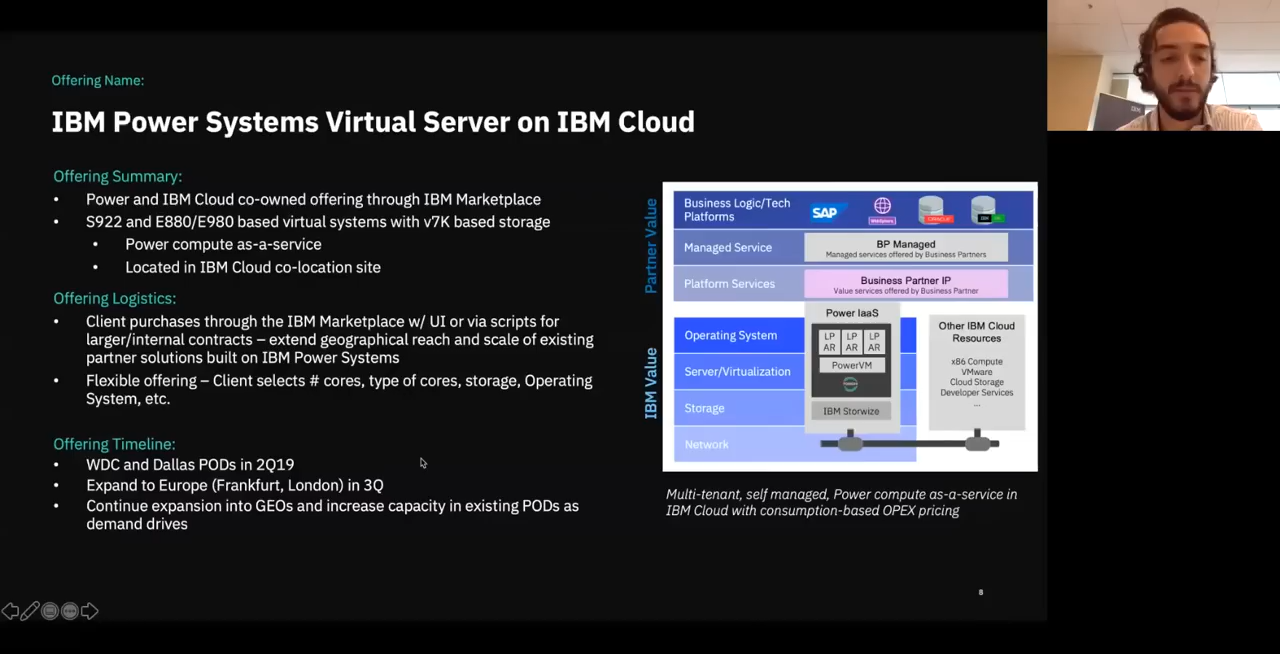 Offering Name:
IBM Power Systems Virtual Server on IBM Cloud
Offering Summary:
• Power and IBM Cloud co-owned offering through IBM Marketplace
• S922 and E880/E980 based virtual systems with v7K based storage
• Power compute as-a-service
• Located in IBM Cloud co-location site
Offering Logistics:
• Client purchases through the IBM Marketplace w/ UI or via scripts for
larger/internal contracts – extend geographical reach and scale of existing
partner solutions built on IBM Power Systems
• Flexible offering – Client selects # cores, type of cores, storage, Operating
System, etc.
Offering Timeline:
• WDC and Dallas PODs in 2Q19
• Expand to Europe (Frankfurt, London) in 3Q
• Continue expansion into GEOs and increase capacity in existing PODs as
demand drives
Partner Value
IBM Value
Business Logic/Tech
Platforms
SAP
WebSphere
ORACLE
IBM
Managed Service
BP Managed
Managed services offered by Business Partners
Platform Services
Business Partner IP
Value services offered by Business Partner
Power IaaS
Operating System
LP
AR
LP
AR
LP
AR
PowerVM
Server/Virtualization
Storage
IBM Storwize
Network
Other IBM Cloud
Resources
x86 Compute
VMware
Cloud Storage
Developer Services
...
Multi-tenant, self managed, Power compute as-a-service in
IBM Cloud with consumption-based OPEX pricing
8